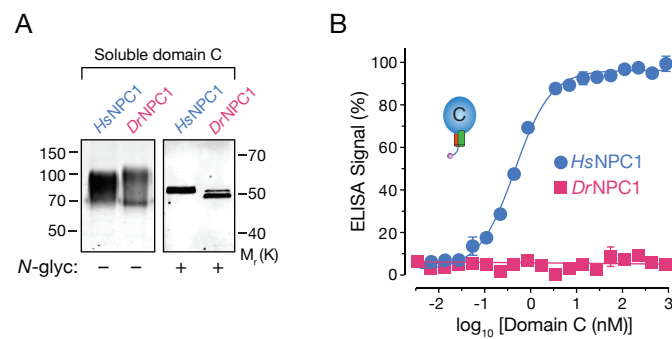 A
Soluble domain C
HsNPC1
DrNPC1
HsNPC1
DrNPC1
150
100
70
50
70
50
40
Mr(K)
N-glyc: – – + +
B
ELISA Signal (%)
100
80
60
40
20
0
C
HsNPC1
DrNPC1
-2 -1 0 1 2 3
log10 [Domain C (nM)]